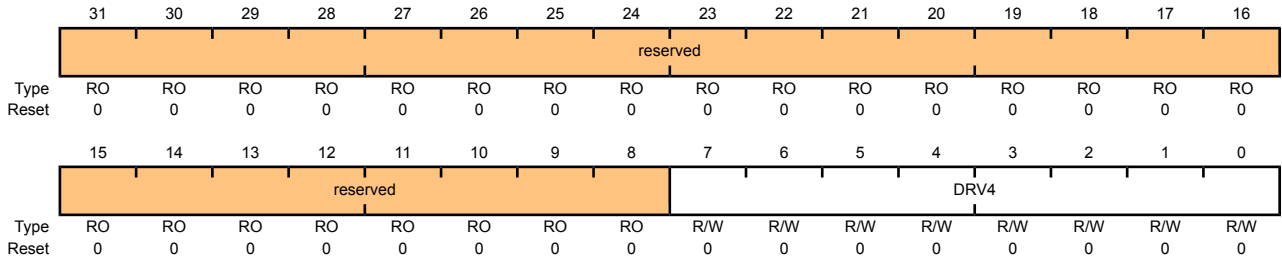 31 30 29 28 27 26 25 24 23 22 21 20 19 18 17 16
reserved
Type RO RO RO RO RO RO RO RO RO RO RO RO RO RO RO RO
Reset 0 0 0 0 0 0 0 0 0 0 0 0 0 0 0 0
15 14 13 12 11 10 9 8 7 6 5 4 3 2 1 0
reserved DRV4
Type RO RO RO RO RO RO RO RO R/W R/W R/W R/W R/W R/W R/W R/W
Reset 0 0 0 0 0 0 0 0 0 0 0 0 0 0 0 0